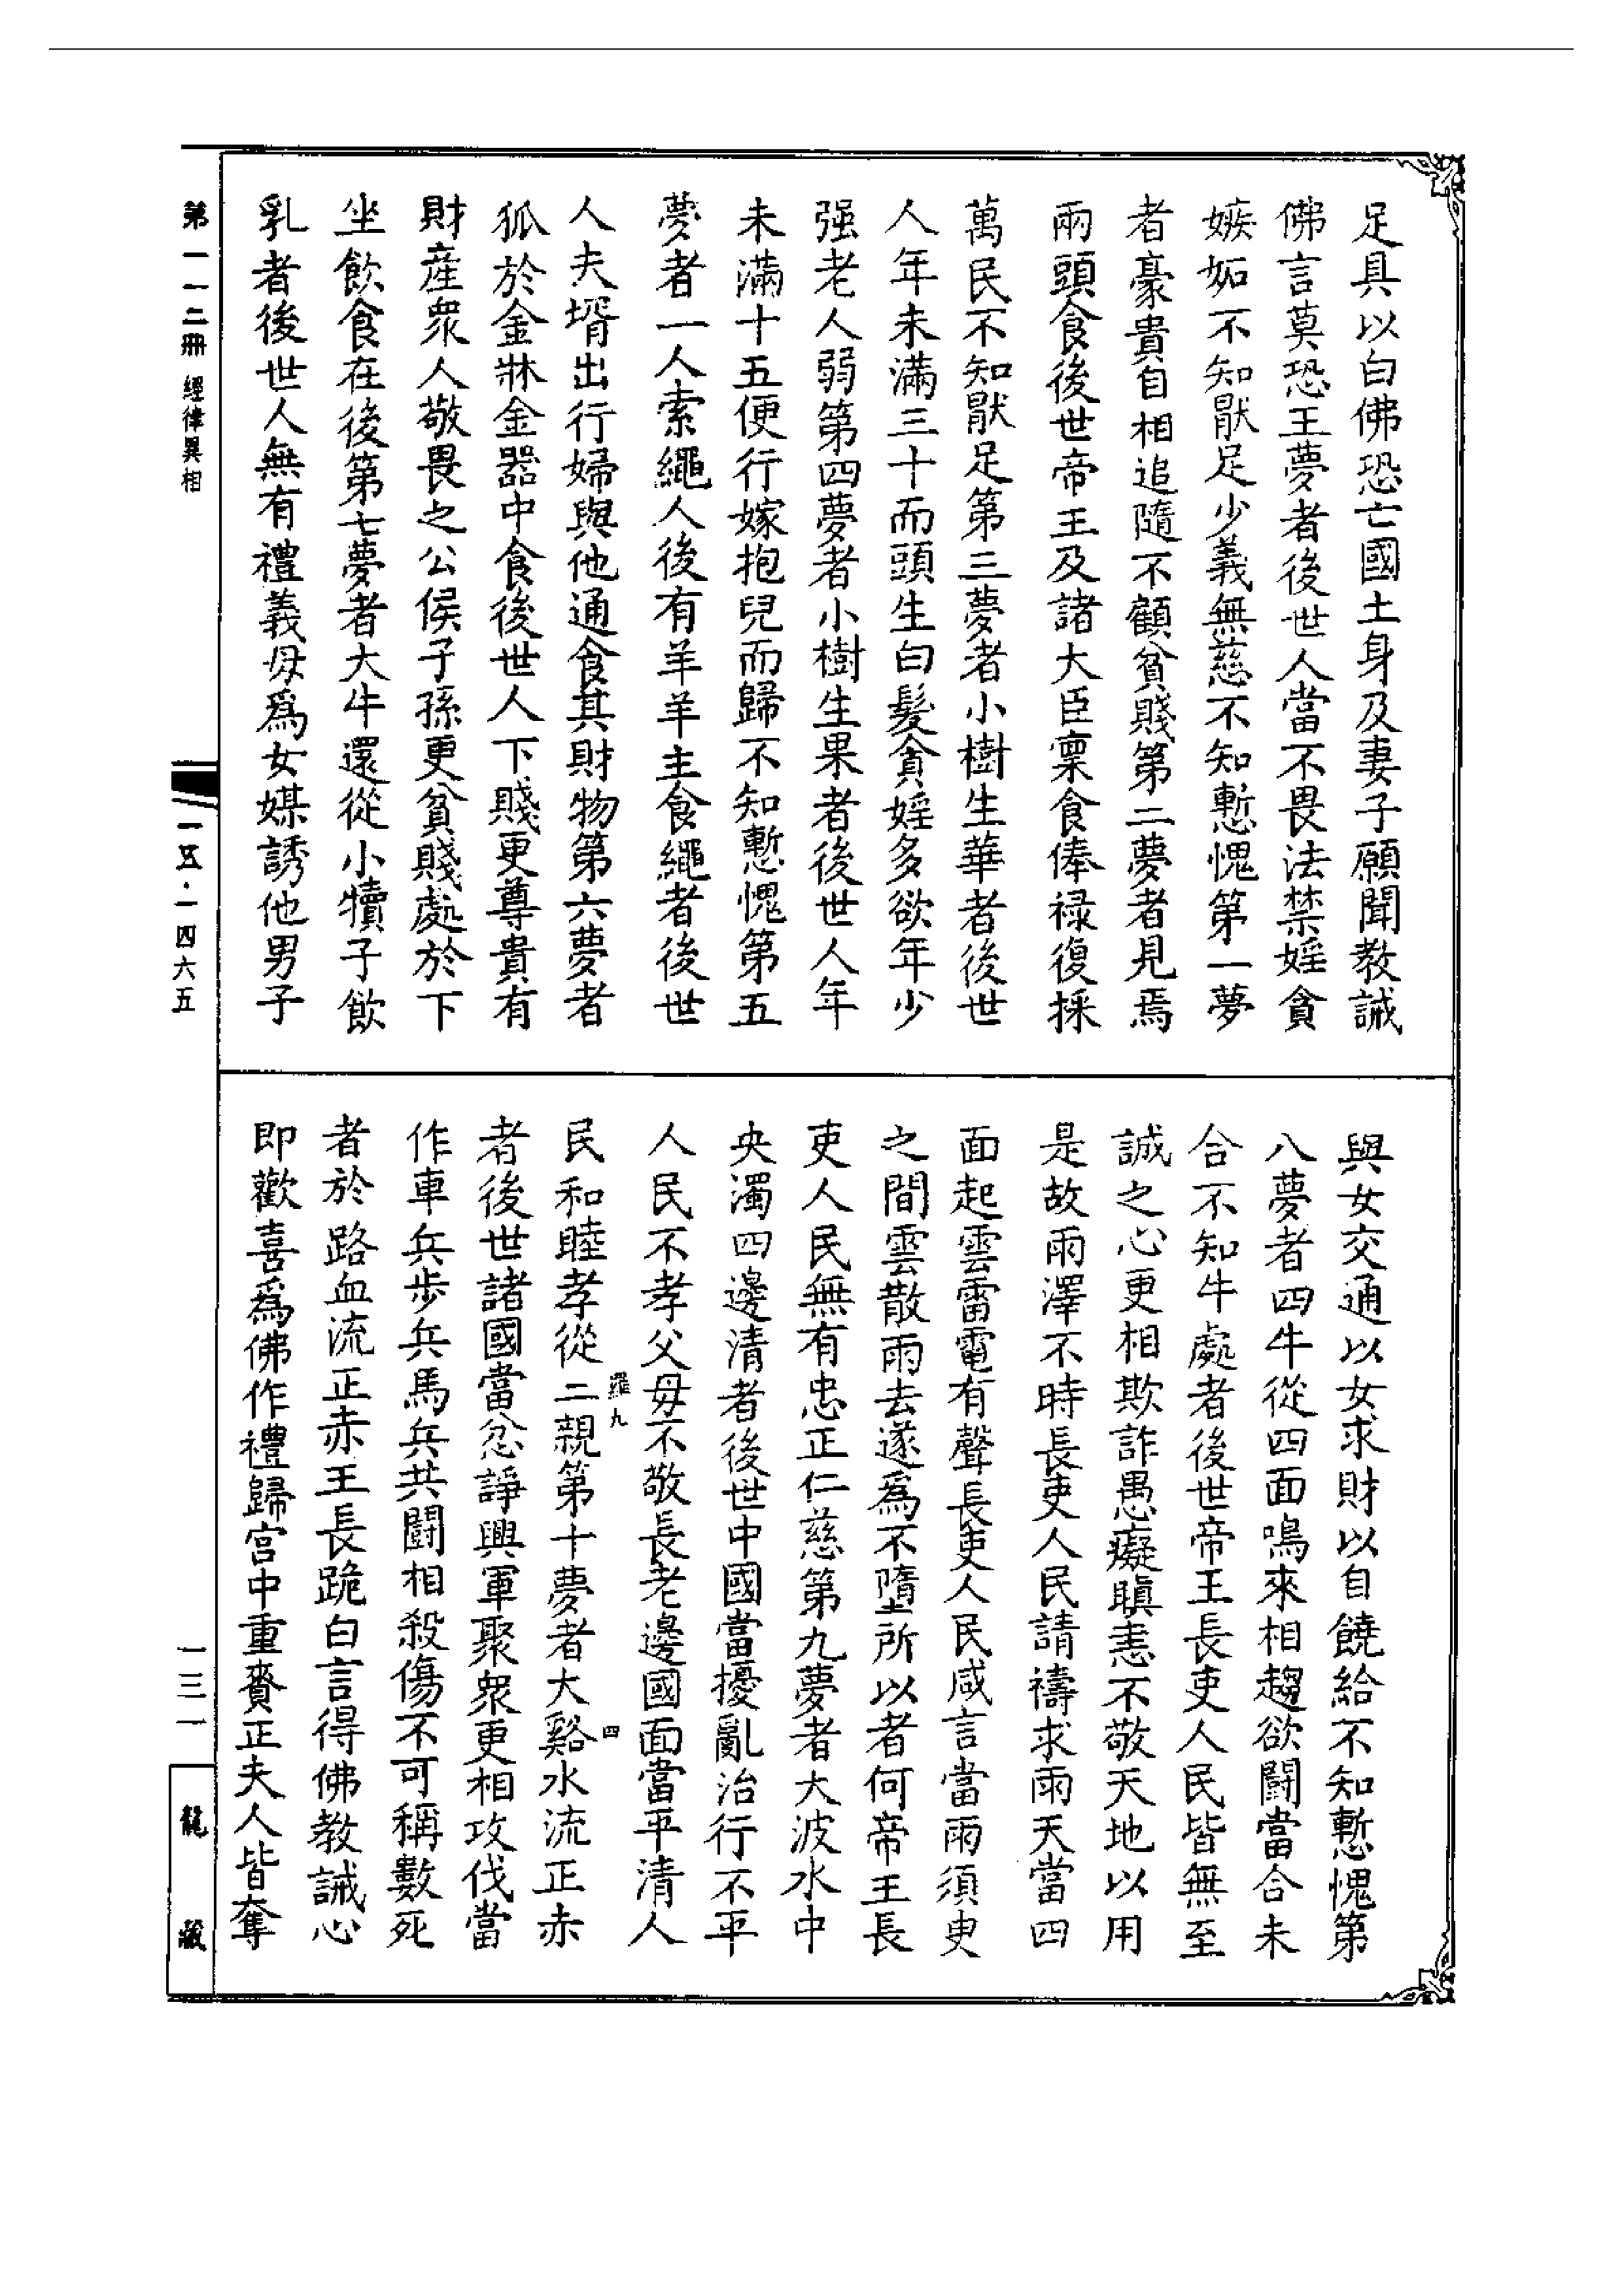 足具以白佛恐亡國土身及妻子願聞教誡
佛言莫恐王夢者後世人當不畏法禁婬貪
嫉妬不知猒足少義無慈不知慙愧第一夢
者豪貴自相追隨不顧貧賤第二夢者見馬
兩頭食後世帝王及諸大臣稟食俸祿復採
萬民不知猒足第三夢者小樹生華者後世
人年未滿三十而頭生白髮貪婬多欲年少
强老人弱第四夢者小樹生果者後世人年
未滿十五便行嫁抱兒而歸不知慙愧第五
夢者一人索繩人後有羊羊主食繩者後世
人夫壻出行婦與他通食其財物第六夢者
狐於金牀金器中食後世人下賤更尊貴有
財産衆人敬畏之公侯子孫更貧賤處於下
坐飲食在後第七夢者大牛還從小犢子飲
乳者後世人無有禮義母爲女媒誘他男子
與女交通以女求財以自饒給不知慙愧第
八夢者四牛從四面鳴來相趨欲鬬當合未
合不知牛處者後世帝王長吏人民皆無至
誠之心更相欺詐愚癡瞋恚不敬天地以用
是故雨澤不時長吏人民請禱求雨天當四
面起雲雷電有聲長吏人民咸言當雨須臾
之間雲散雨去遂爲不墮所以者何帝王長
吏人民無有忠正仁慈第九夢者大波水中
央濁四邊清者後世中國當擾亂治行不平
人民不孝父母不敬長老邊國面當平清人
民和睦孝從二親第十夢者大谿水流正赤
羅九
四
者後世諸國當忿諍興軍聚衆更相攻伐當
作車兵步兵馬兵共鬬相殺傷不可稱數死
者於路血流正赤王長跪白言得佛教誡心
即歡喜爲佛作禮歸宮中重賚正夫人皆奪
第一一二冊 經律異相
一五·一四六五
一三一
龍藏